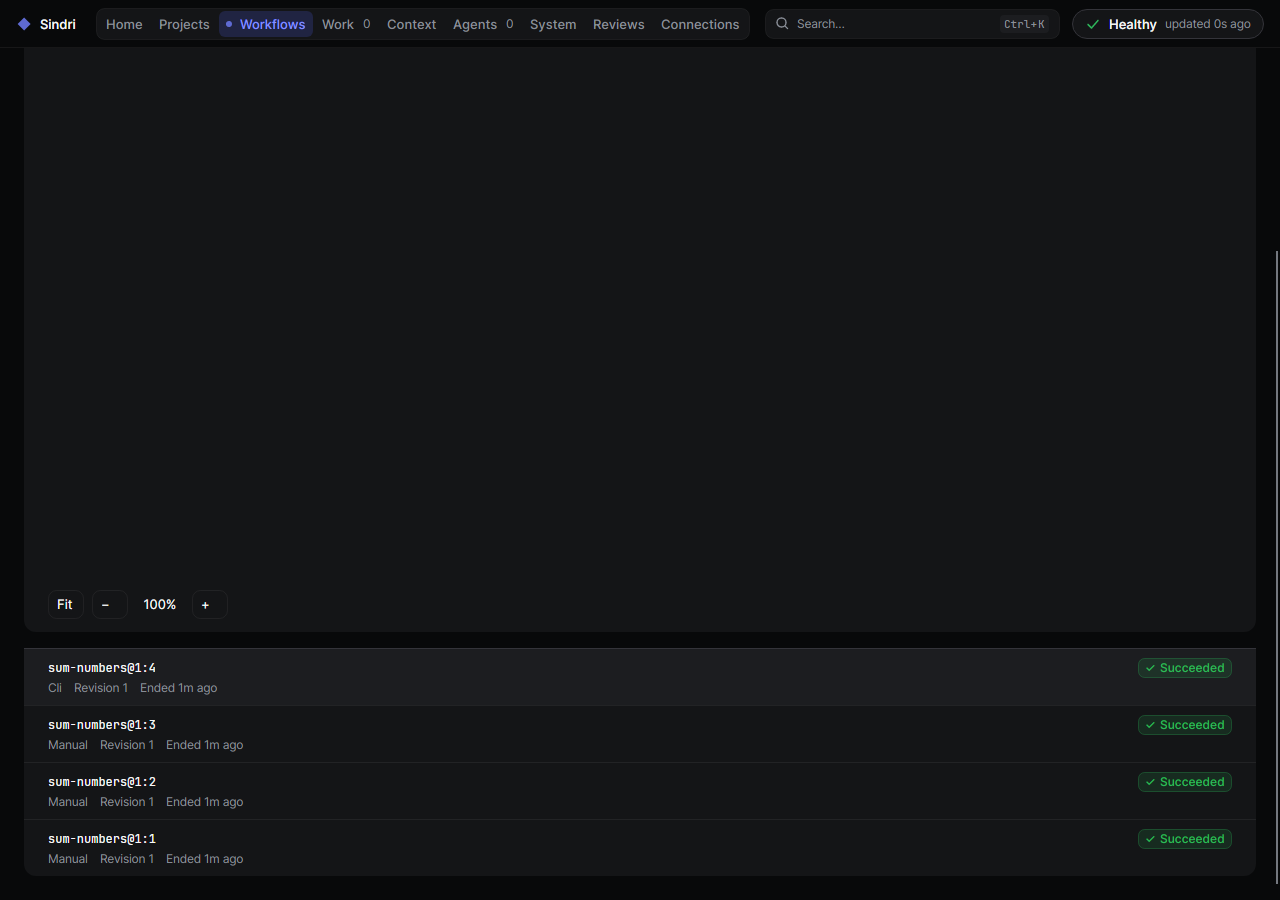 Sindri Home Projects Workflows Work 0 Context Agents 0 System Reviews Connections Search... Ctrl+K Healthy updated 0s ago
Fit − 100% +
sum-numbers@1:4 Succeeded
Cli Revision 1 Ended 1m ago
sum-numbers@1:3 Succeeded
Manual Revision 1 Ended 1m ago
sum-numbers@1:2 Succeeded
Manual Revision 1 Ended 1m ago
sum-numbers@1:1 Succeeded
Manual Revision 1 Ended 1m ago